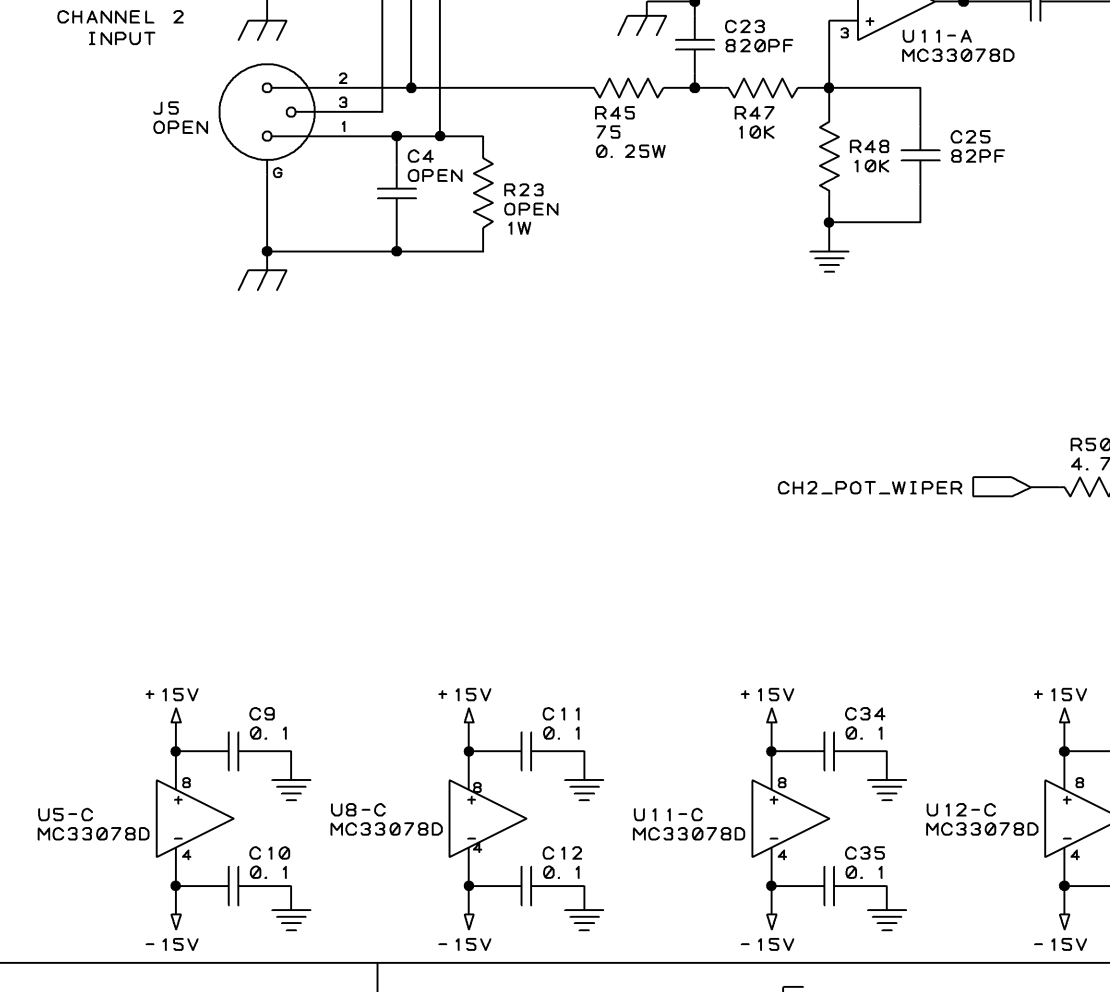 CHANNEL 2
INPUT
C23
820PF
+
3
U11-A
MC33078D
J5
OPEN
2
3
1
G
C4
OPEN
R23
OPEN
1W
R45
75
0.25W
R47
10K
R48
10K
C25
82PF
R50
4.7
CH2_POT_WIPER
+15V
C9
0.1
8
+
U5-C
MC33078D
-
4
C10
0.1
-15V
+15V
C11
0.1
8
+
U8-C
MC33078D
-
4
C12
0.1
-15V
+15V
C34
0.1
8
+
U11-C
MC33078D
-
4
C35
0.1
-15V
+15V
8
+
U12-C
MC33078D
-
4
-15V